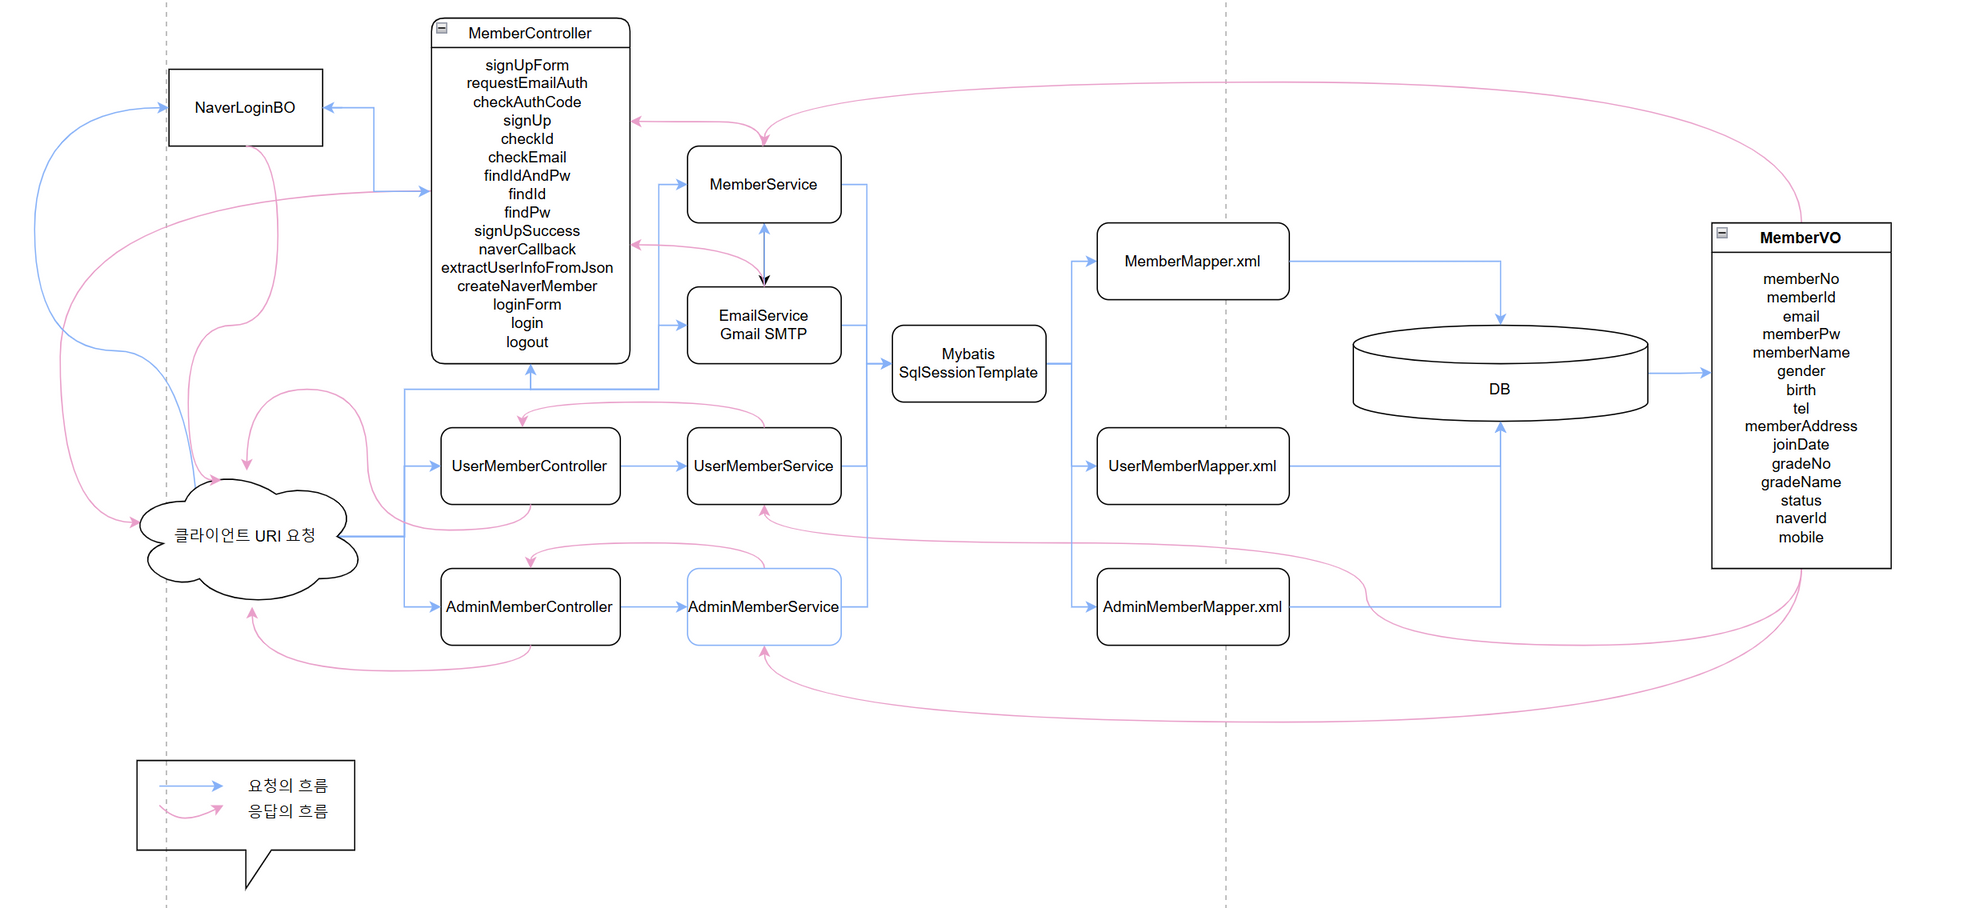 NaverLoginBO
MemberController
signUpForm
requestEmailAuth
checkAuthCode
signUp
checkId
checkEmail
findIdAndPw
findId
findPw
signUpSuccess
naverCallback
extractUserInfoFromJson
createNaverMember
loginForm
login
logout
MemberService
EmailService
Gmail SMTP
Mybatis
SqlSessionTemplate
MemberMapper.xml
DB
MemberVO
memberNo
memberId
email
memberPw
memberName
gender
birth
tel
memberAddress
joinDate
gradeNo
gradeName
status
naverId
mobile
UserMemberController
UserMemberService
UserMemberMapper.xml
클라이언트 URI 요청
AdminMemberController
AdminMemberService
AdminMemberMapper.xml
요청의 흐름
응답의 흐름